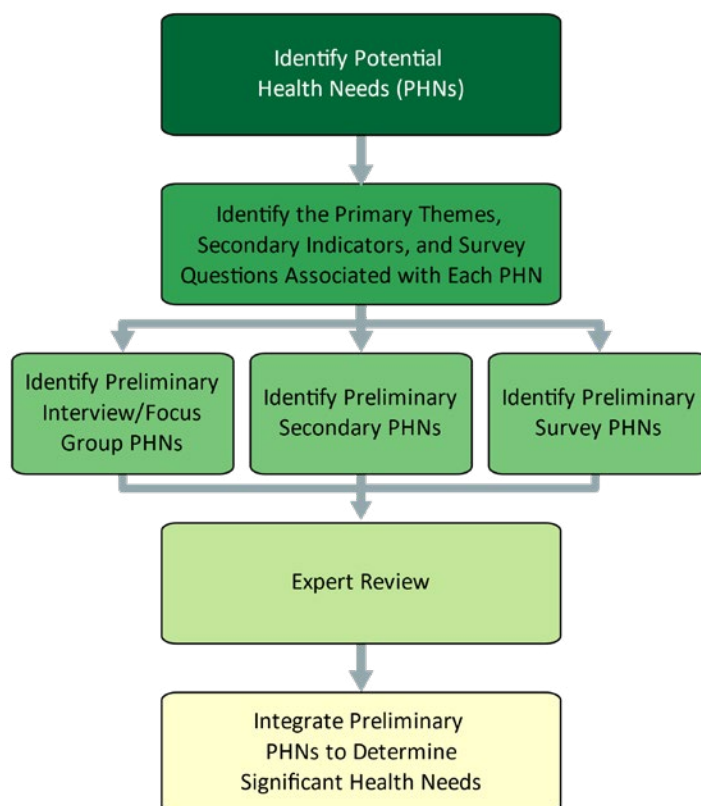 Identify Potential
Health Needs (PHNs)
Identify the Primary Themes,
Secondary Indicators, and Survey
Questions Associated with Each PHN
Identify Preliminary
Interview/Focus
Group PHNs
Identify Preliminary
Secondary PHNs
Identify Preliminary
Survey PHNs
Expert Review
Integrate Preliminary
PHNs to Determine
Significant Health Needs